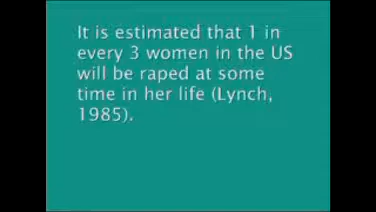 It is estimated that 1 in
every 3 women in the US
will be raped at some
time in her life (Lynch,
1985).